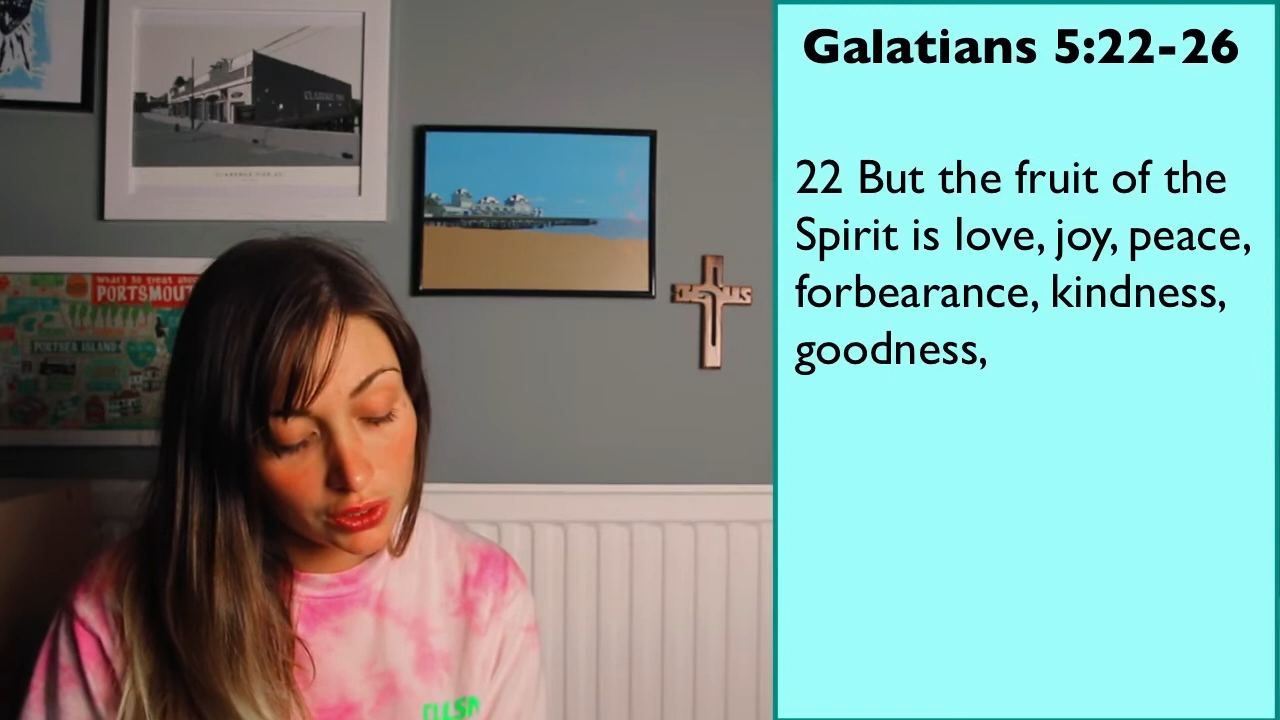 Galatians 5:22-26
22 But the fruit of the
Spirit is love, joy, peace,
forbearance, kindness,
goodness,
PORTSMOUT
PORTSEA ISLAND